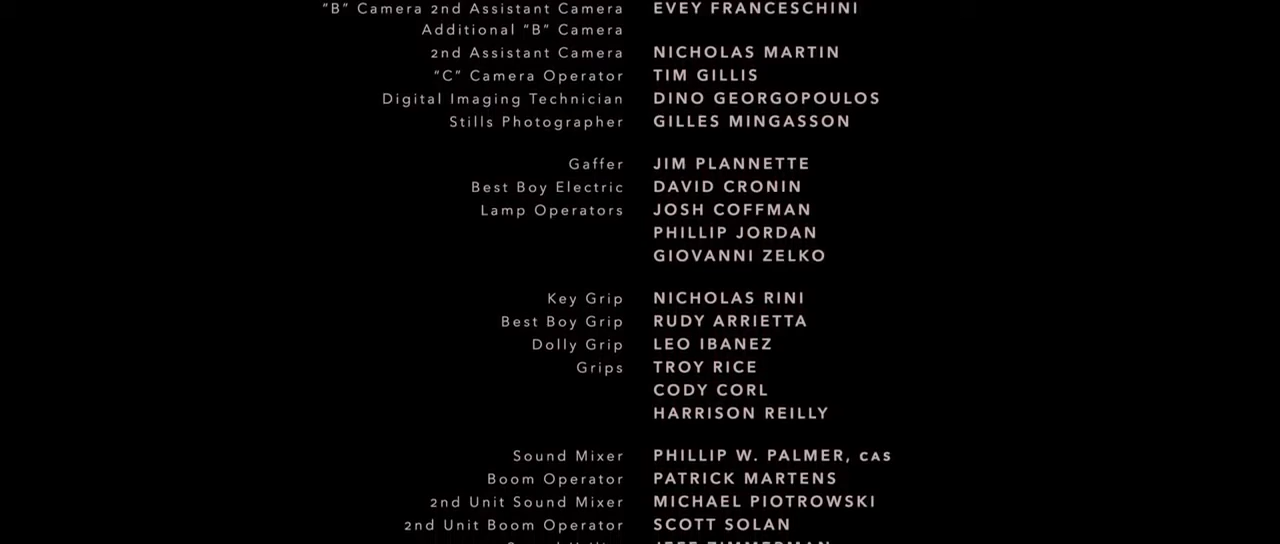 "B" Camera 2nd Assistant Camera EVEY FRANCESCHINI
Additional "B" Camera
2nd Assistant Camera NICHOLAS MARTIN
"C" Camera Operator TIM GILLIS
Digital Imaging Technician DINO GEORGOPOULOS
Stills Photographer GILLES MINGASSON
Gaffer JIM PLANNETTE
Best Boy Electric DAVID CRONIN
Lamp Operators JOSH COFFMAN
PHILLIP JORDAN
GIOVANNI ZELKO
Key Grip NICHOLAS RINI
Best Boy Grip RUDY ARRIETTA
Dolly Grip LEO IBANEZ
Grips TROY RICE
CODY CORL
HARRISON REILLY
Sound Mixer PHILLIP W. PALMER, CAS
Boom Operator PATRICK MARTENS
2nd Unit Sound Mixer MICHAEL PIOTROWSKI
2nd Unit Boom Operator SCOTT SOLAN